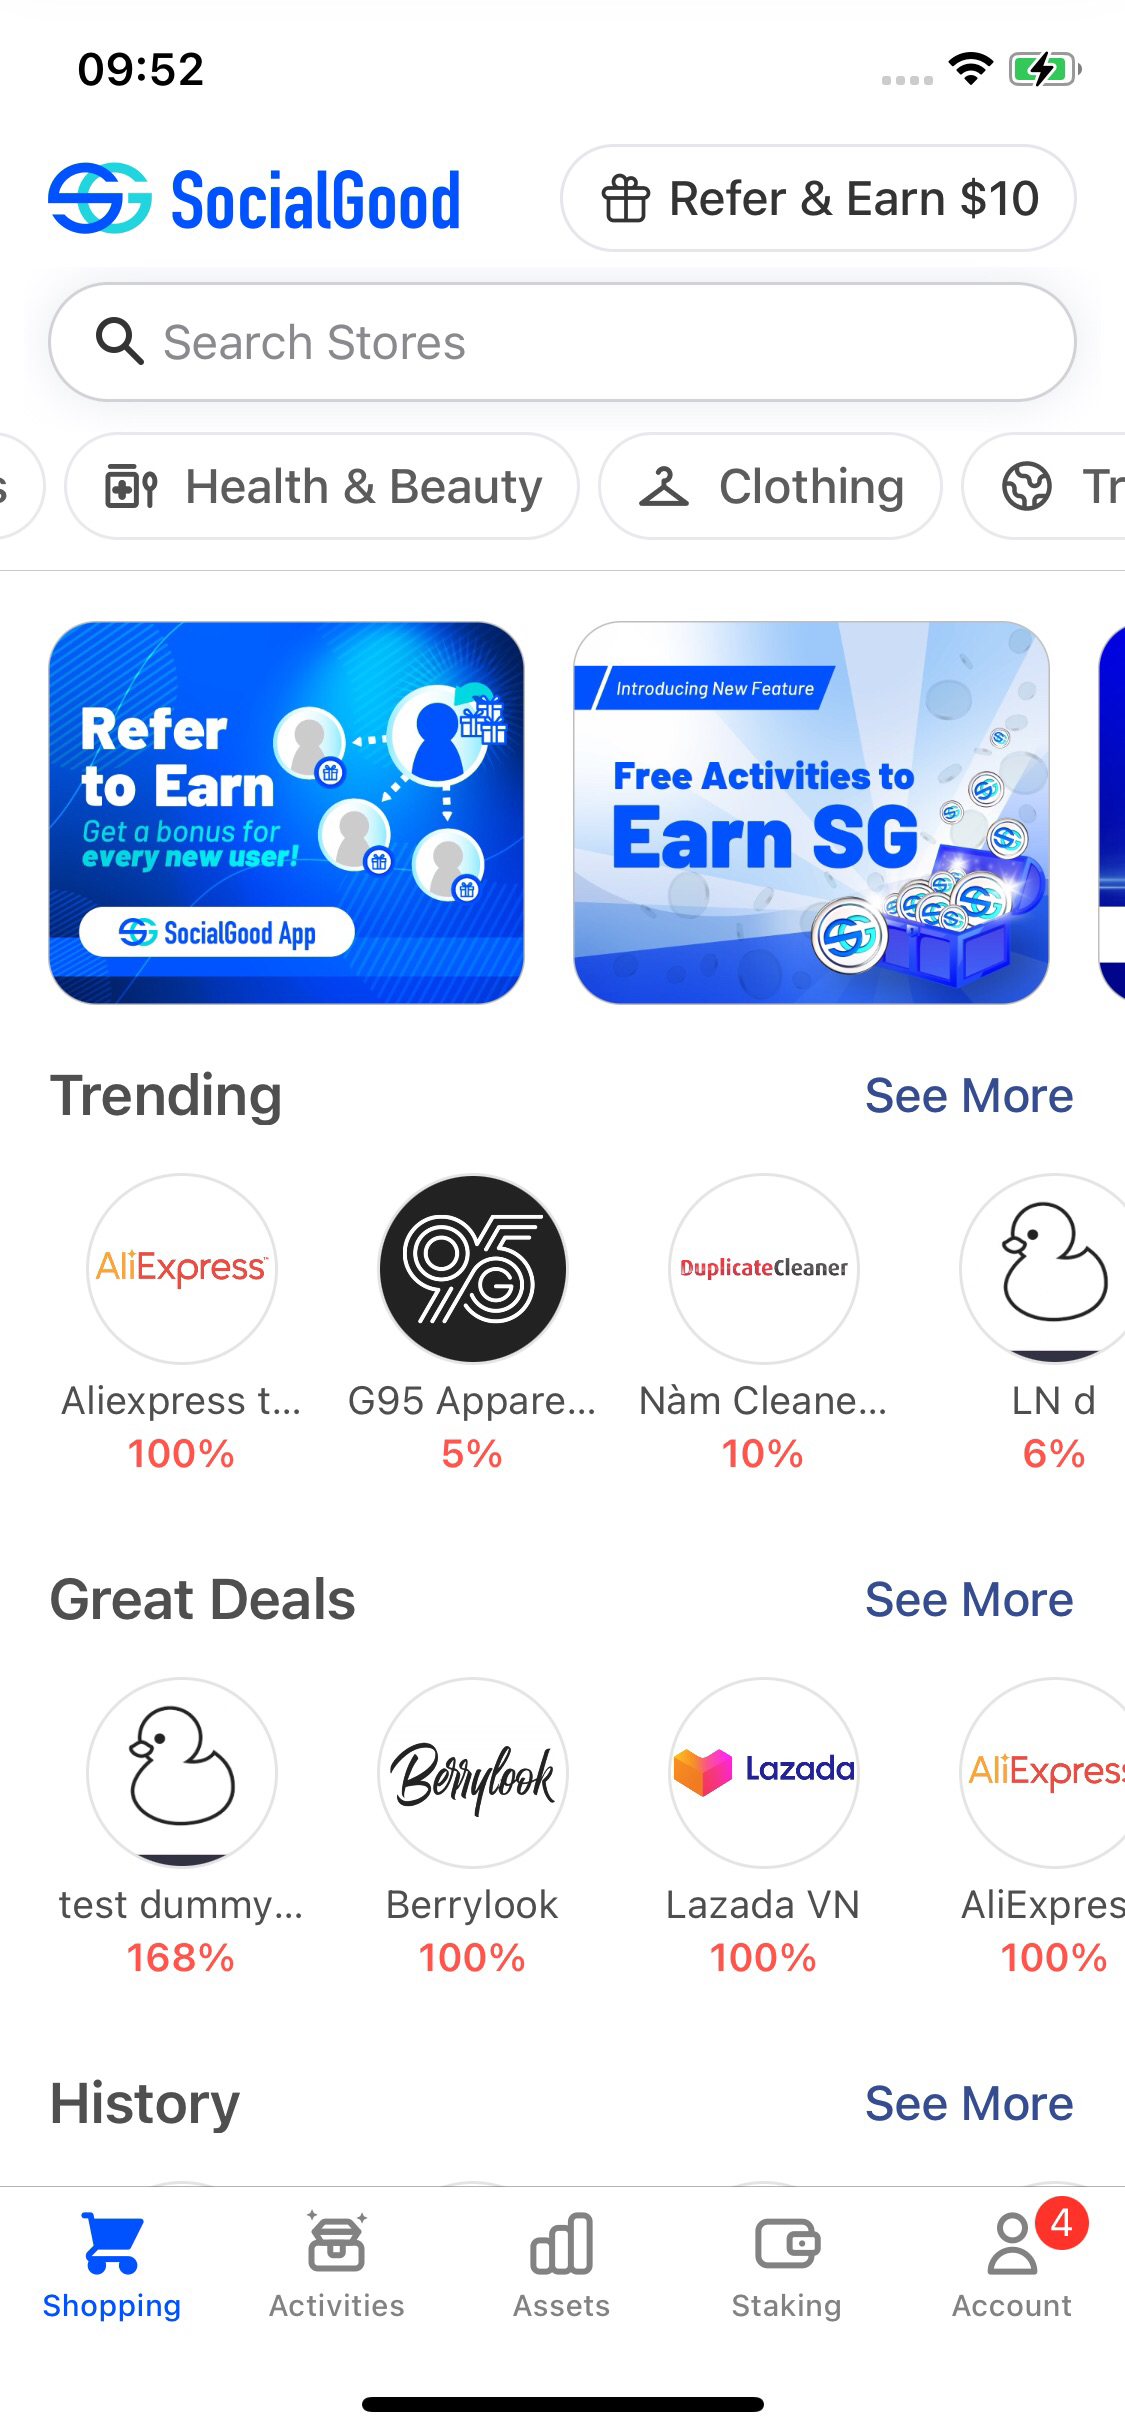 09:52
SocialGood
Refer & Earn $10
Search Stores
s
Health & Beauty
Clothing
Tr
Refer
to Earn
Get a bonus for
every new user!
SocialGood App
Introducing New Feature
Free Activities to
Earn SG
Trending
See More
AliExpress™
95G
DuplicateCleaner
Aliexpress t...
G95 Appare...
Nàm Cleane...
LN d
100%
5%
10%
6%
Great Deals
See More
Berrylook
Lazada
AliExpress
test dummy...
Berrylook
Lazada VN
AliExpres
168%
100%
100%
100%
History
See More
4
Shopping
Activities
Assets
Staking
Account